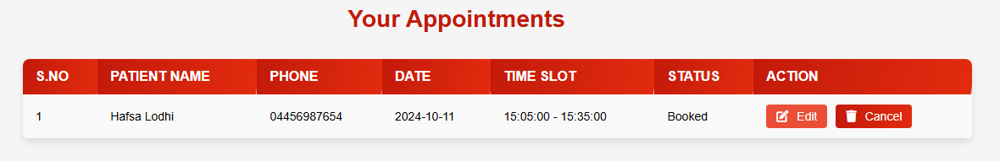 Your Appointments
S.NO PATIENT NAME PHONE DATE TIME SLOT STATUS ACTION
1 Hafsa Lodhi 04456987654 2024-10-11 15:05:00 - 15:35:00 Booked Edit Cancel